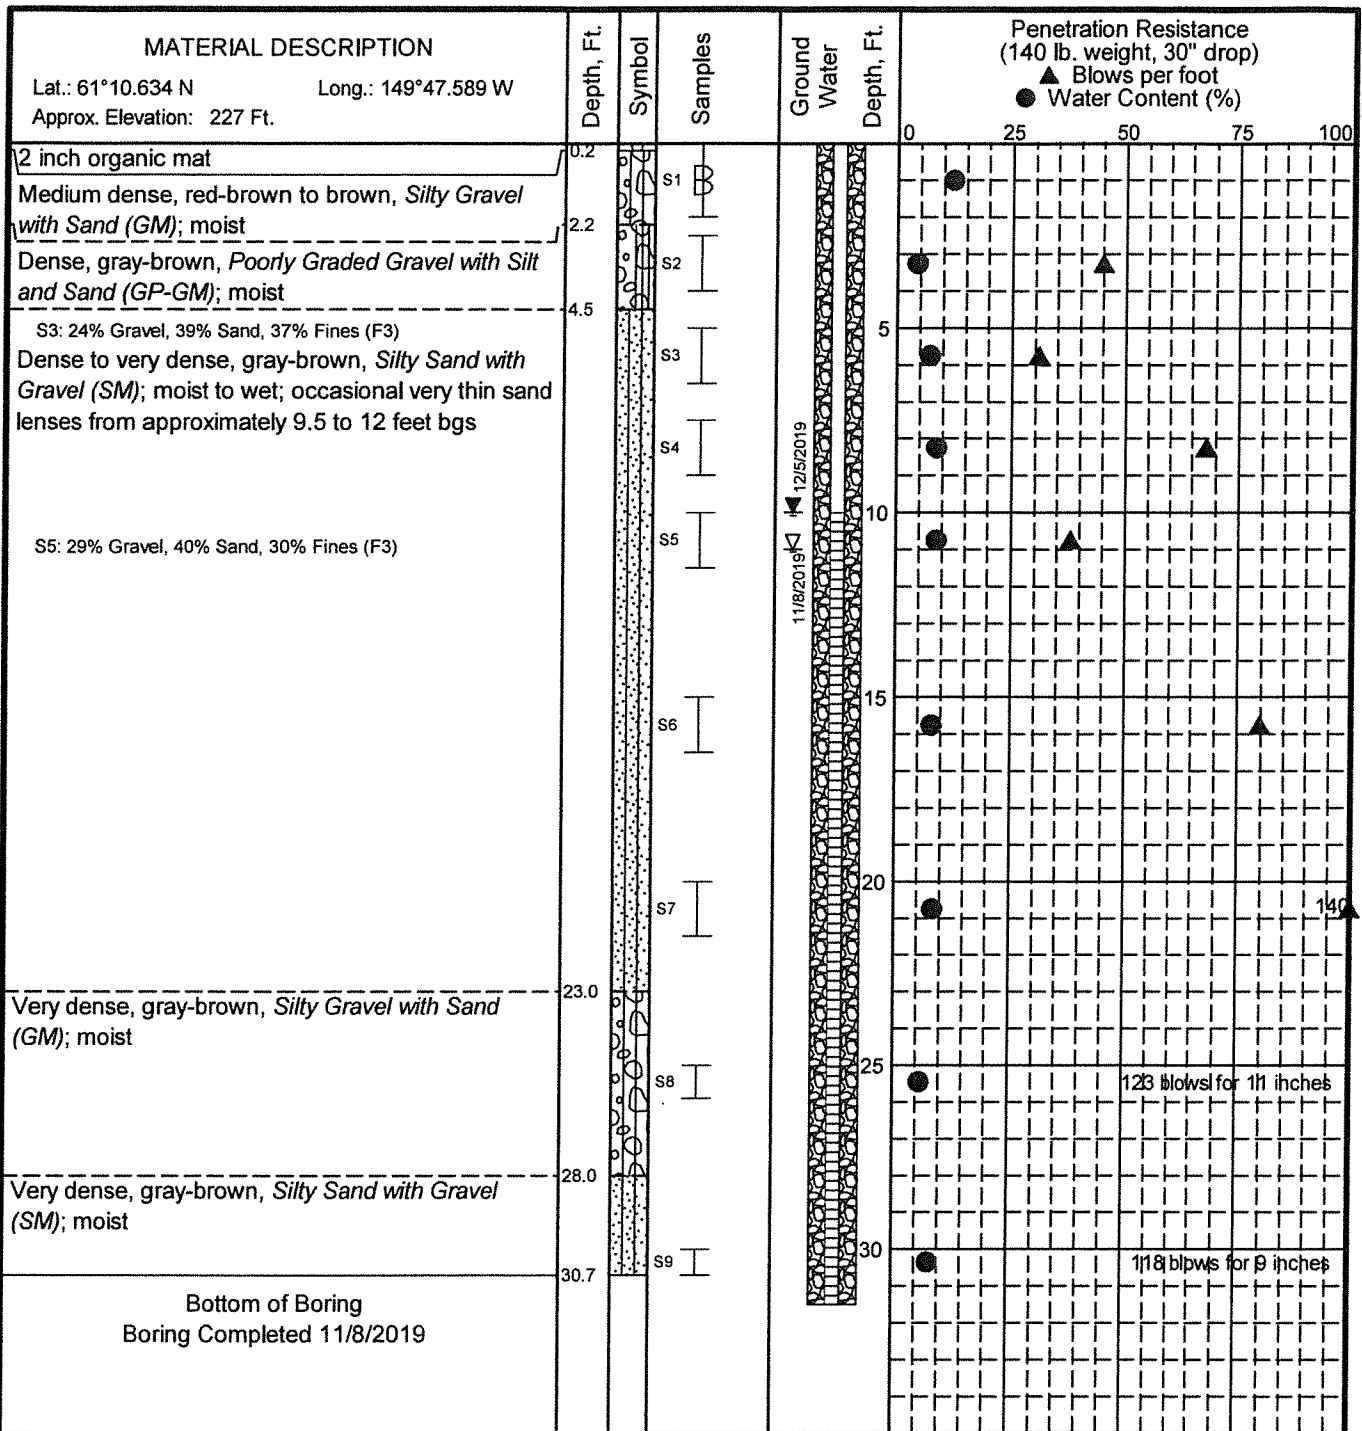 MATERIAL DESCRIPTION
Lat.: 61°10.634 N Long.: 149°47.589 W
Approx. Elevation: 227 Ft.
Depth, Ft.
Symbol
Samples
Ground
Water
Depth, Ft.
Penetration Resistance
(140 lb. weight, 30" drop)
▲ Blows per foot
● Water Content (%)
0 25 50 75 100
2 inch organic mat
0.2
Medium dense, red-brown to brown, Silty Gravel
with Sand (GM); moist
S1
2.2
Dense, gray-brown, Poorly Graded Gravel with Silt
and Sand (GP-GM); moist
S2
4.5
S3: 24% Gravel, 39% Sand, 37% Fines (F3)
Dense to very dense, gray-brown, Silty Sand with
Gravel (SM); moist to wet; occasional very thin sand
lenses from approximately 9.5 to 12 feet bgs
S3
5
S4
12/5/2019
10
S5: 29% Gravel, 40% Sand, 30% Fines (F3)
S5
11/8/2019
15
S6
20
S7
140
23.0
Very dense, gray-brown, Silty Gravel with Sand
(GM); moist
25
S8
123 blows for 11 inches
28.0
Very dense, gray-brown, Silty Sand with Gravel
(SM); moist
30
S9
118 blows for 9 inches
30.7
Bottom of Boring
Boring Completed 11/8/2019